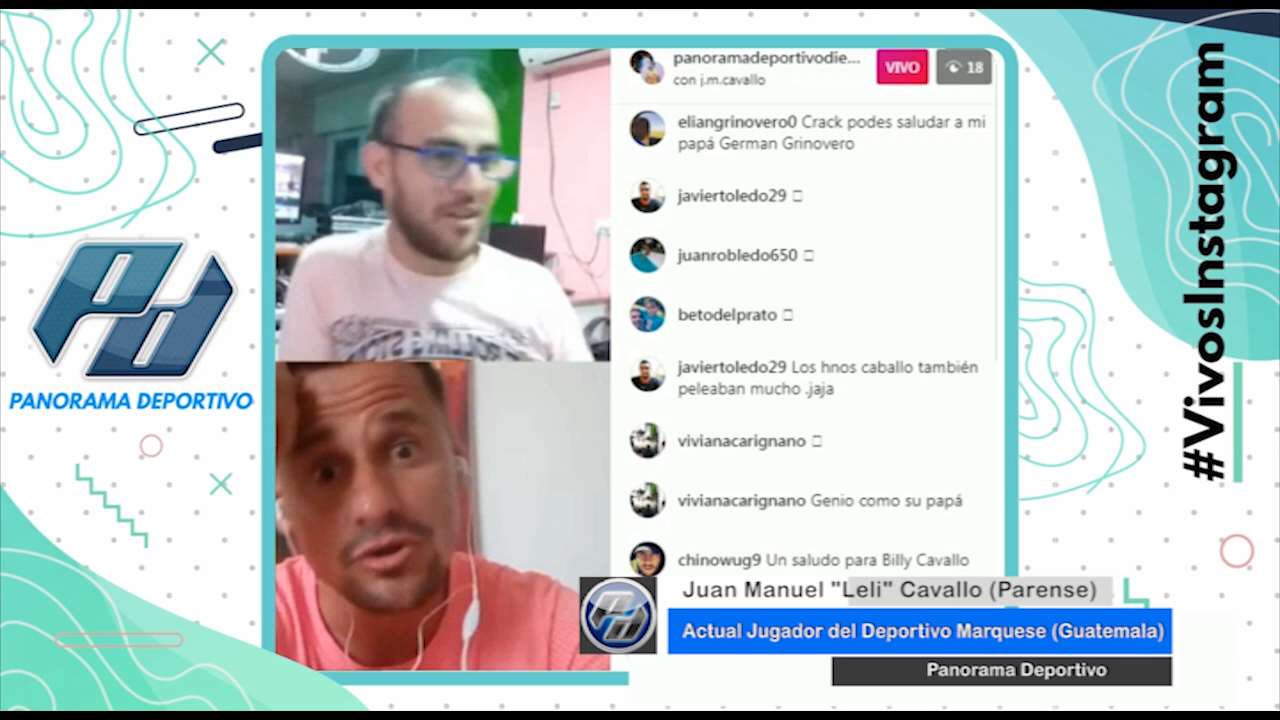 PD
PANORAMA DEPORTIVO
panoramadeportivodie...
con j.m.cavallo
VIVO
18
eliangrinovero0 Crack podes saludar a mi
papá German Grinovero
javiertoledo29
juanrobledo650
betodelprato
javiertoledo29 Los hnos caballo también
peleaban mucho .jaja
vivianacarignano
vivianacarignano Genio como su papá
chinowug9 Un saludo para Billy Cavallo
Juan Manuel "Leli" Cavallo (Parense)
Actual Jugador del Deportivo Marquese (Guatemala)
Panorama Deportivo
#VivosInstagram